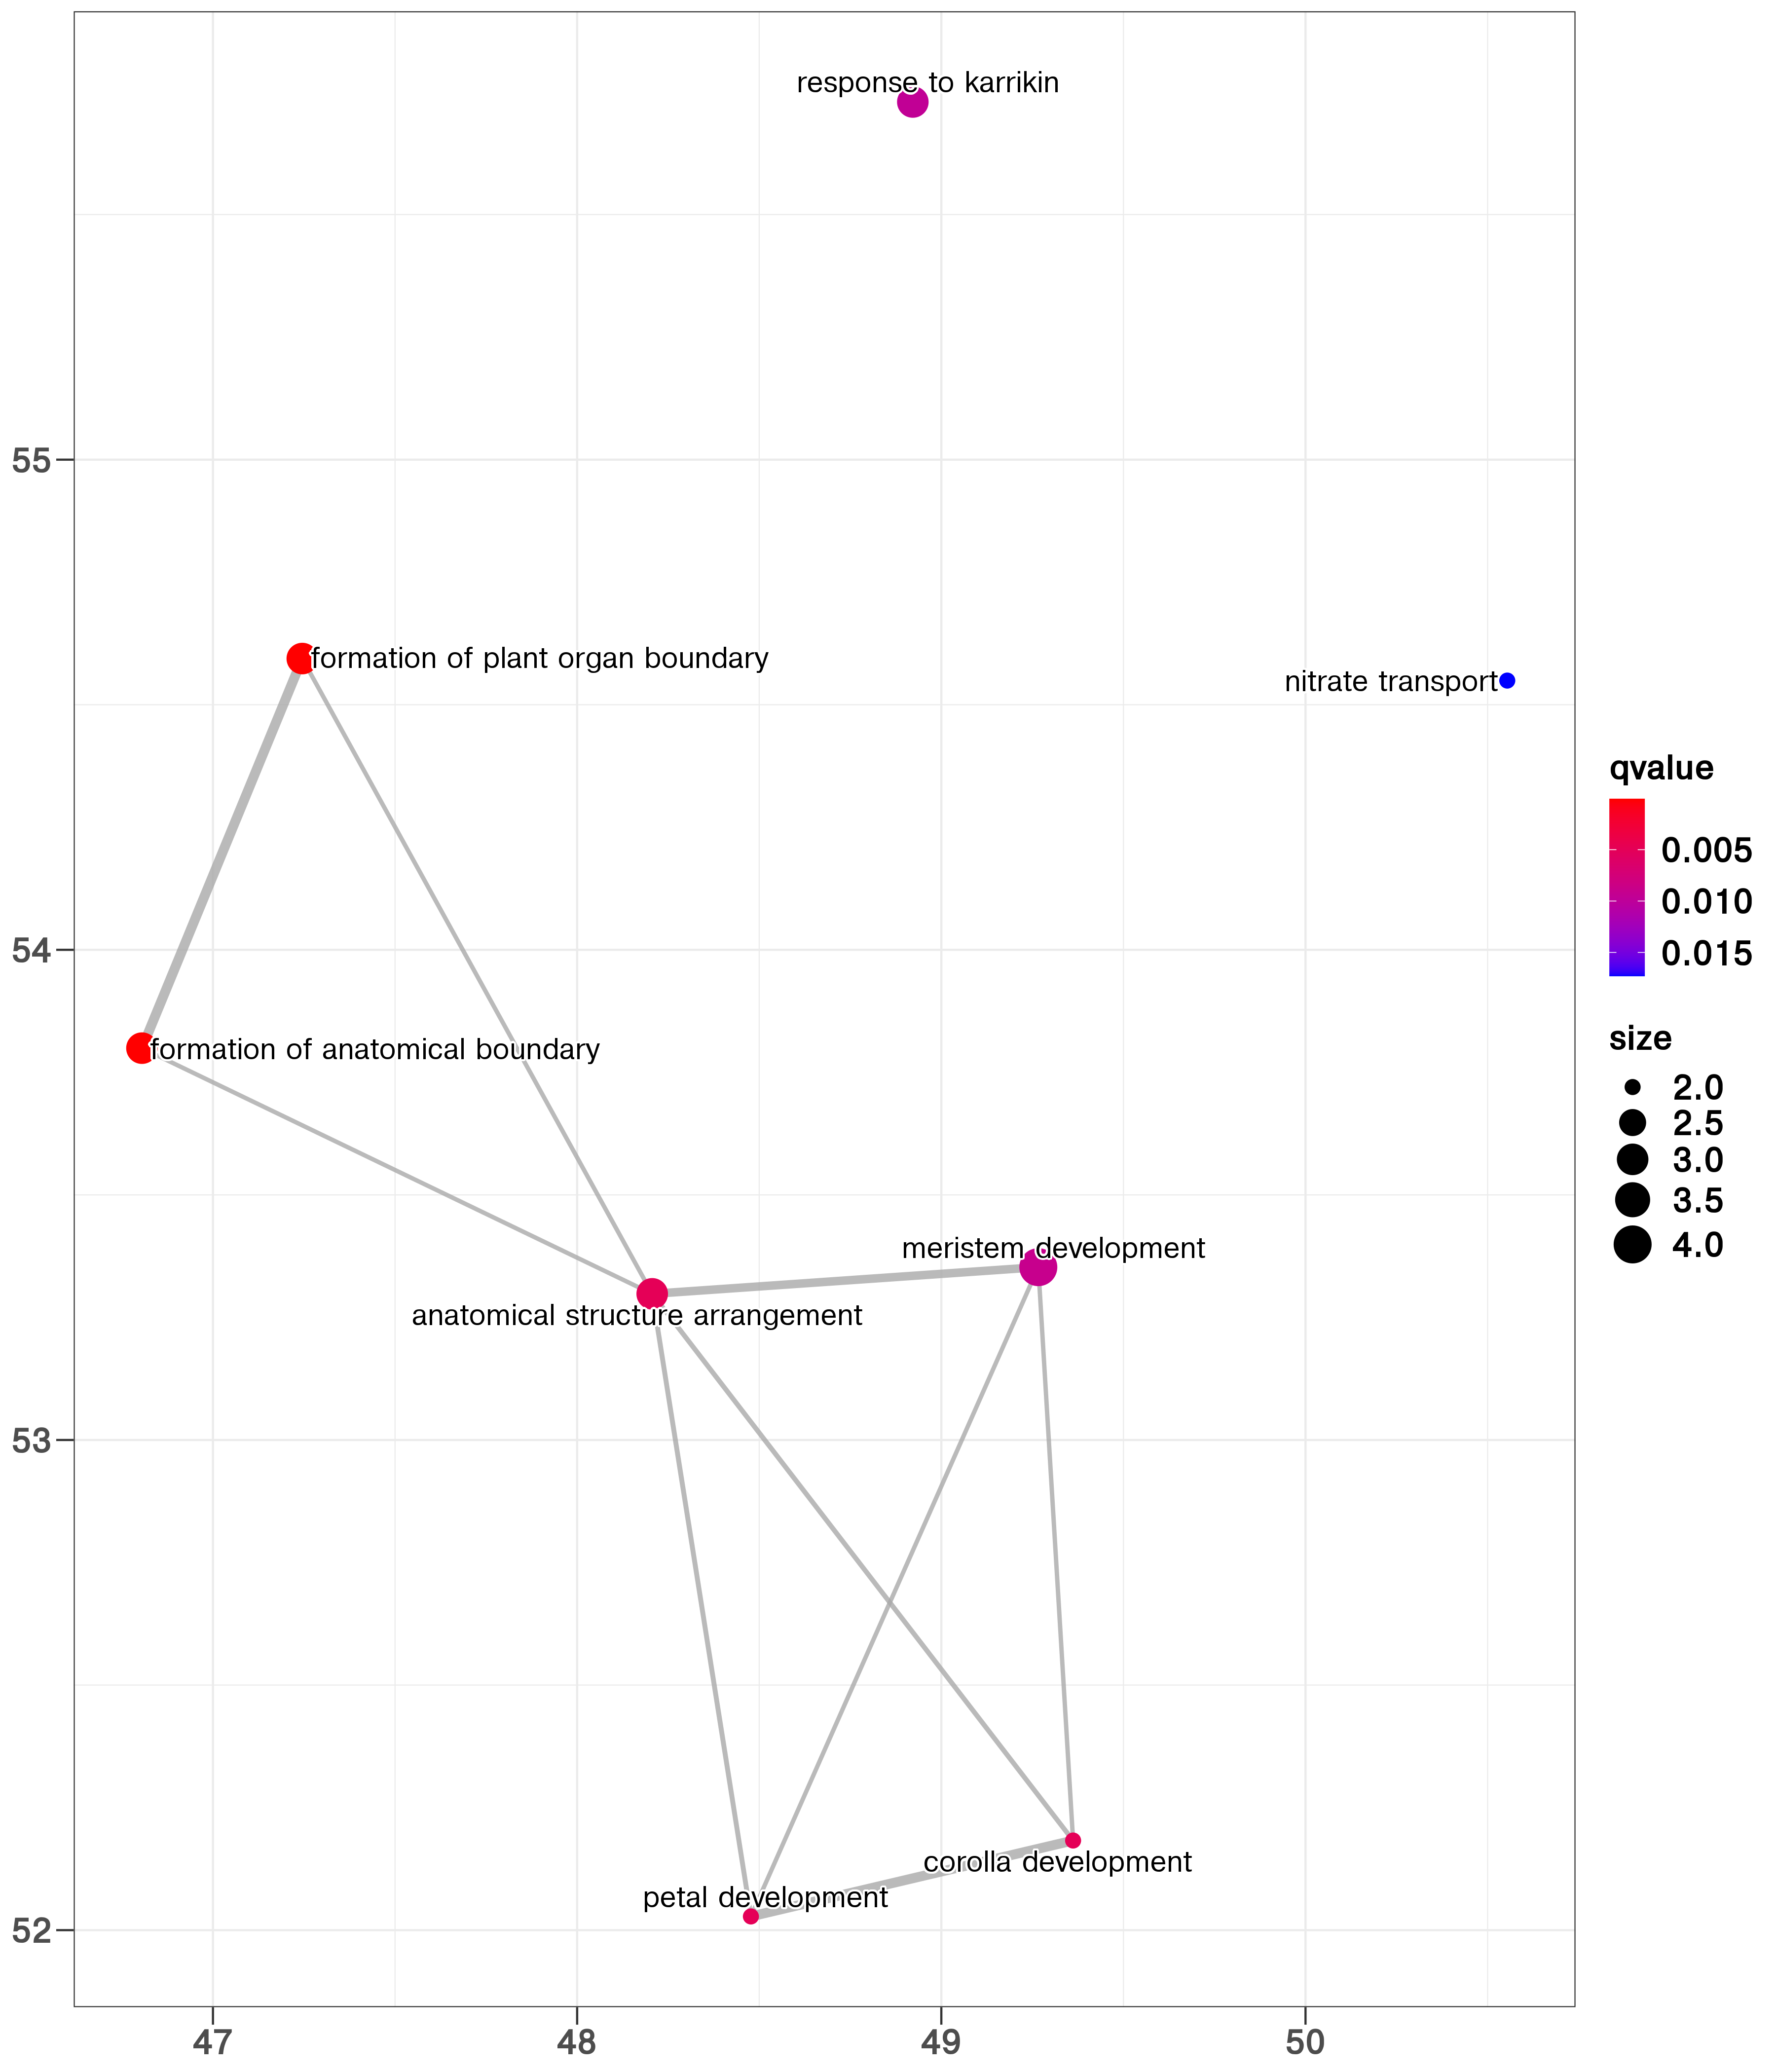 response to karrikin
55
formation of plant organ boundary
nitrate transport
54
formation of anatomical boundary
meristem development
anatomical structure arrangement
53
corolla development
petal development
52
47
48
49
50
qvalue
0.005
0.010
0.015
size
2.0
2.5
3.0
3.5
4.0